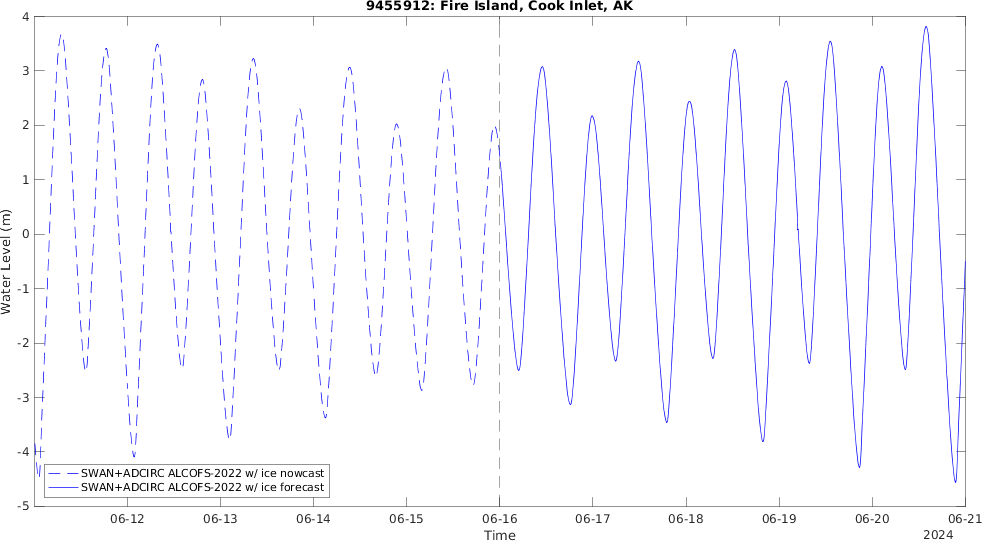 9455912: Fire Island, Cook Inlet, AK
4
3
2
1
0
-1
-2
-3
-4
-5
Water Level (m)
SWAN+ADCIRC ALCOFS-2022 w/ ice nowcast
SWAN+ADCIRC ALCOFS-2022 w/ ice forecast
06-12 06-13 06-14 06-15 06-16 06-17 06-18 06-19 06-20 06-21
Time
2024